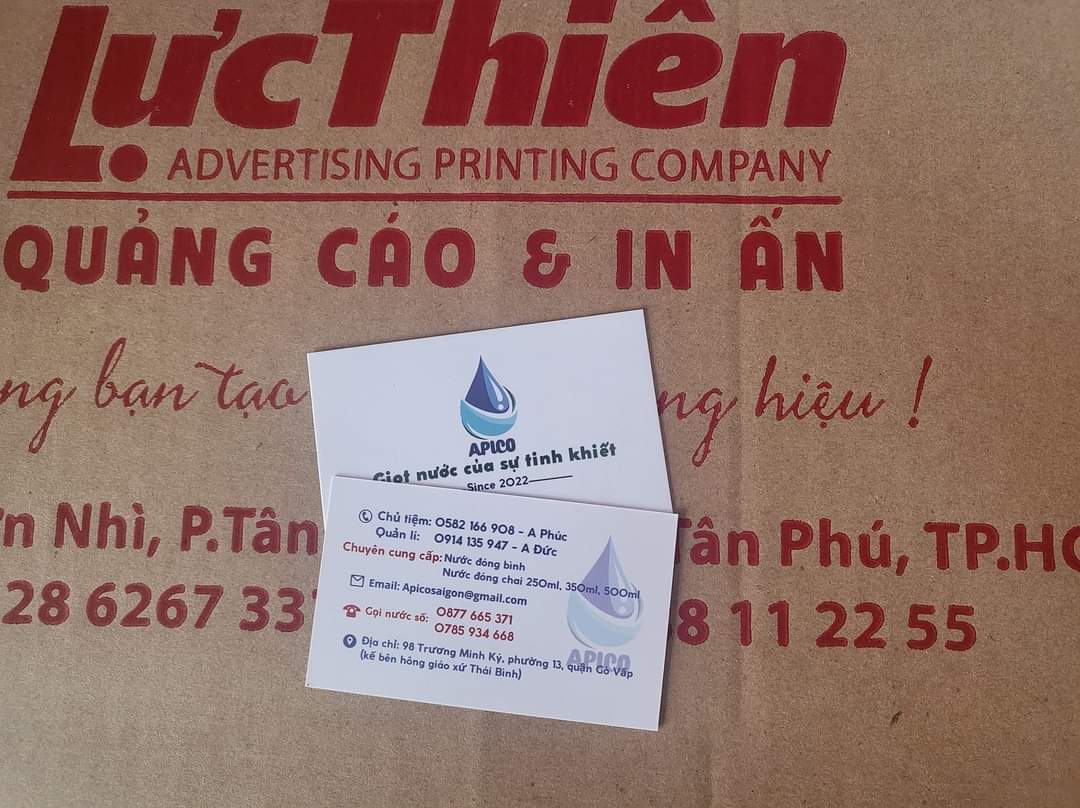 LựcThiên
ADVERTISING PRINTING COMPANY
QUẢNG CÁO & IN ẤN
ng bạn tạo ng hiệu !
ơn Nhì, P.Tân Tân Phú, TP.HC
28 6267 33 8 11 22 55
APICO
Giọt nước của sự tinh khiết
Since 2022
Chủ tiệm: 0582 166 908 - A Phúc
Quản lí: 0914 135 947 - A Đức
Chuyên cung cấp: Nước đóng bình
Nước đóng chai 250ml, 350ml, 500ml
Email: Apicosaigon@gmail.com
Gọi nước số: 0877 665 371
0785 934 668
Địa chỉ: 98 Trương Minh Ký, phường 13, quận Gò Vấp
(kế bên hông giáo xứ Thái Bình)
APICO